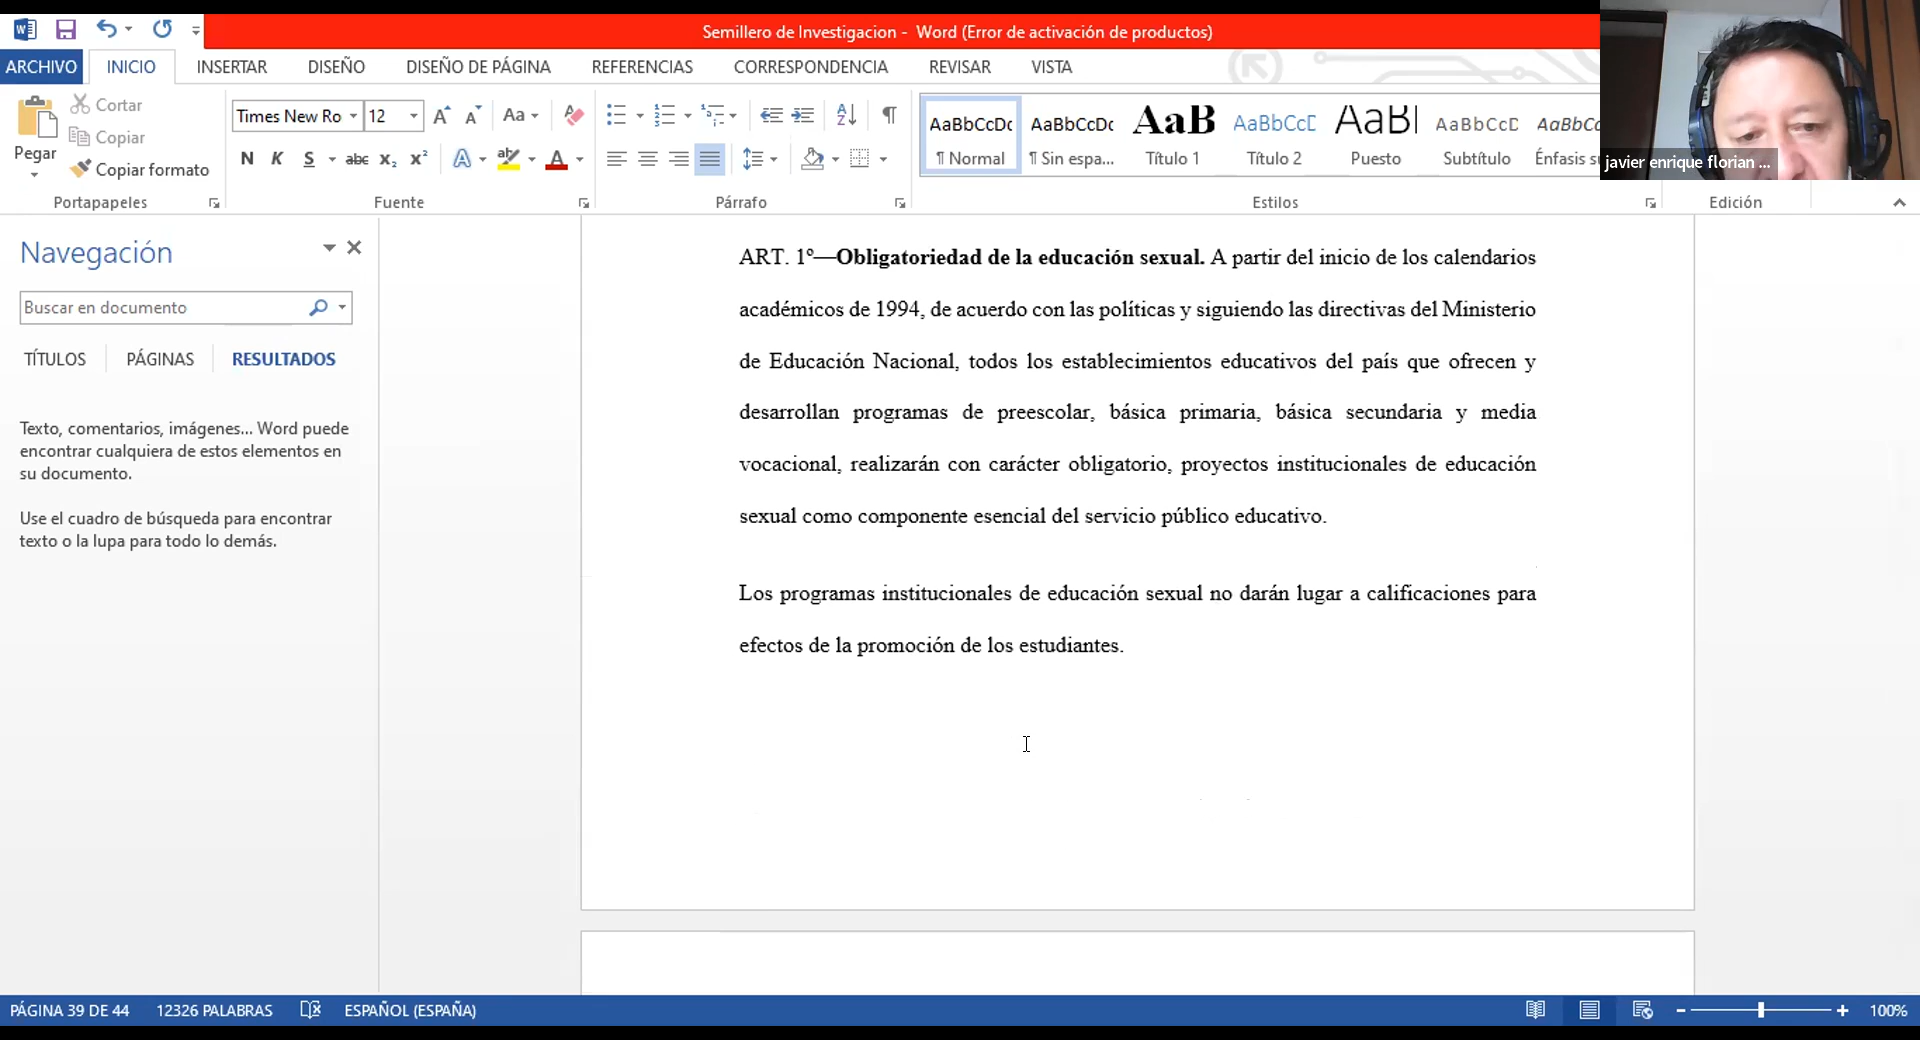 Semillero de Investigacion - Word (Error de activación de productos)
ARCHIVO INICIO INSERTAR DISEÑO DISEÑO DE PÁGINA REFERENCIAS CORRESPONDENCIA REVISAR VISTA
Pegar
Cortar
Copiar
Copiar formato
Portapapeles
Times New Ro 12 Aa
N K S abc x₂ x² A ab A
Fuente
A Z ¶
Párrafo
AaBbCcDc AaBbCcDc AaB AaBbCcD AaB AaBbCcD AaBbCc
¶ Normal ¶ Sin espa... Título 1 Título 2 Puesto Subtítulo Énfasis
Estilos
Edición
javier enrique florian ...
Navegación
Buscar en documento
TÍTULOS PÁGINAS RESULTADOS
Texto, comentarios, imágenes... Word puede
encontrar cualquiera de estos elementos en
su documento.
Use el cuadro de búsqueda para encontrar
texto o la lupa para todo lo demás.
ART. 1º—Obligatoriedad de la educación sexual. A partir del inicio de los calendarios
académicos de 1994, de acuerdo con las políticas y siguiendo las directivas del Ministerio
de Educación Nacional, todos los establecimientos educativos del país que ofrecen y
desarrollan programas de preescolar, básica primaria, básica secundaria y media
vocacional, realizarán con carácter obligatorio, proyectos institucionales de educación
sexual como componente esencial del servicio público educativo.
Los programas institucionales de educación sexual no darán lugar a calificaciones para
efectos de la promoción de los estudiantes.
PÁGINA 39 DE 44 12326 PALABRAS ESPAÑOL (ESPAÑA) 100%